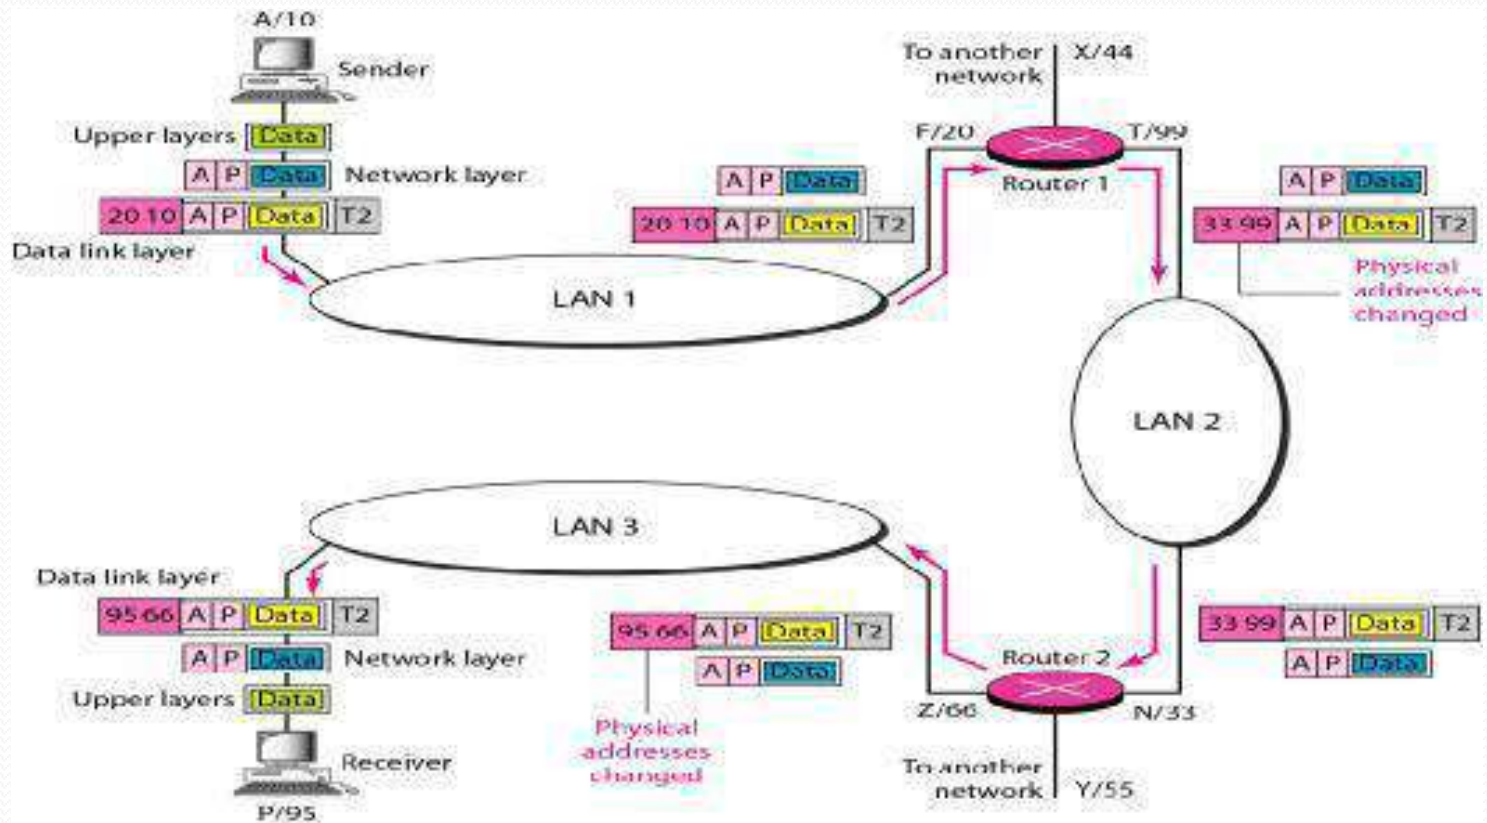 A/10
Sender
Upper layers Data
A P Data Network layer
20 10 A P Data T2
Data link layer
LAN 1
A P Data
20 10 A P Data T2
To another
network
X/44
F/20
T/99
Router 1
A P Data
33 99 A P Data T2
Physical
addresses
changed
LAN 2
LAN 3
Data link layer
95 66 A P Data T2
A P Data Network layer
Upper layers Data
Receiver
P/95
95 66 A P Data T2
A P Data
Physical
addresses
changed
Router 2
Z/66
N/33
To another
network
Y/55
33 99 A P Data T2
A P Data